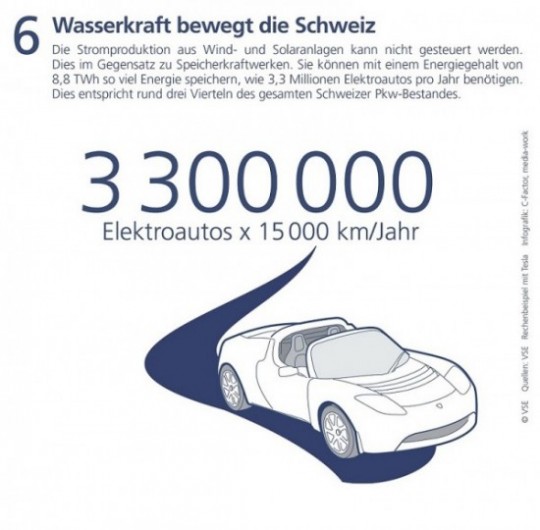 6 Wasserkraft bewegt die Schweiz
Die Stromproduktion aus Wind- und Solaranlagen kann nicht gesteuert werden.
Dies im Gegensatz zu Speicherkraftwerken. Sie können mit einem Energiegehalt von
8,8 TWh so viel Energie speichern, wie 3,3 Millionen Elektroautos pro Jahr benötigen.
Dies entspricht rund drei Vierteln des gesamten Schweizer Pkw-Bestandes.
3 300 000
Elektroautos x 15 000 km/Jahr
© VSE Quellen: VSE Rechenbeispiel mit Tesla Infografik: C-Factor, media-work